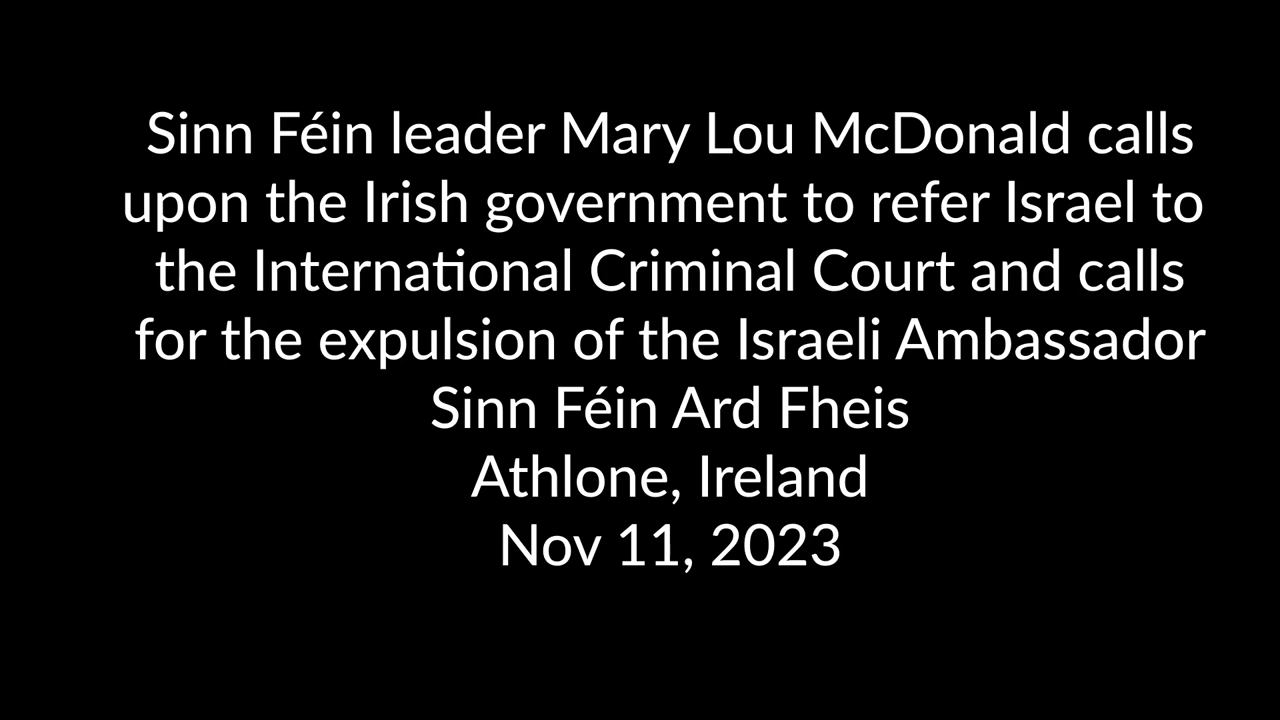 Sinn Féin leader Mary Lou McDonald calls
upon the Irish government to refer Israel to
the International Criminal Court and calls
for the expulsion of the Israeli Ambassador
Sinn Féin Ard Fheis
Athlone, Ireland
Nov 11, 2023